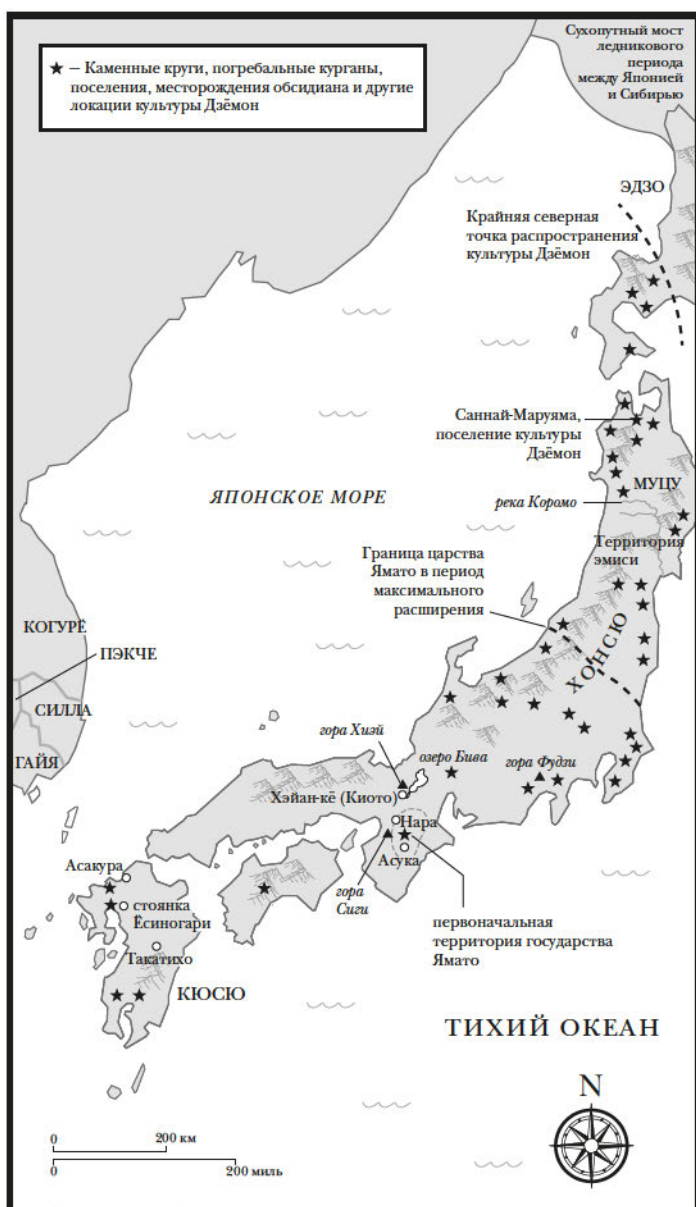 ★ – Каменные круги, погребальные курганы,
поселения, месторождения обсидиана и другие
локации культуры Дзёмон
Сухопутный мост
ледникового
периода
между Японией
и Сибирью
ЭДЗО
Крайняя северная
точка распространения
культуры Дзёмон
Саннай-Маруяма,
поселение культуры
Дзёмон
МУЦУ
ЯПОНСКОЕ МОРЕ
река Коромо
Территория
эмиси
Граница царства
Ямато в период
максимального
расширения
ХОНСЮ
КОГУРЁ
ПЭКЧЕ
СИЛЛА
ГАЙЯ
гора Хиэй
озеро Бива
гора Фудзи
Хэйан-кё (Киото)
Нара
Асука
Асакура
гора
Сиги
стоянка
Ёсиногари
первоначальная
территория государства
Ямато
Такатихо
КЮСЮ
ТИХИЙ ОКЕАН
N
0 200 км
0 200 миль